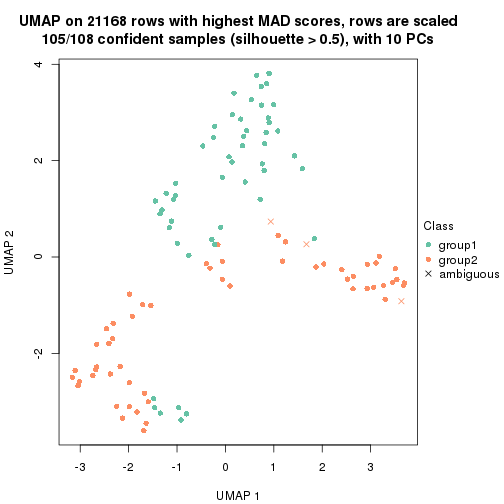 UMAP on 21168 rows with highest MAD scores, rows are scaled
105/108 confident samples (silhouette > 0.5), with 10 PCs
4
2
0
-2
UMAP 2
-3 -2 -1 0 1 2 3
UMAP 1
Class
group1
group2
ambiguous